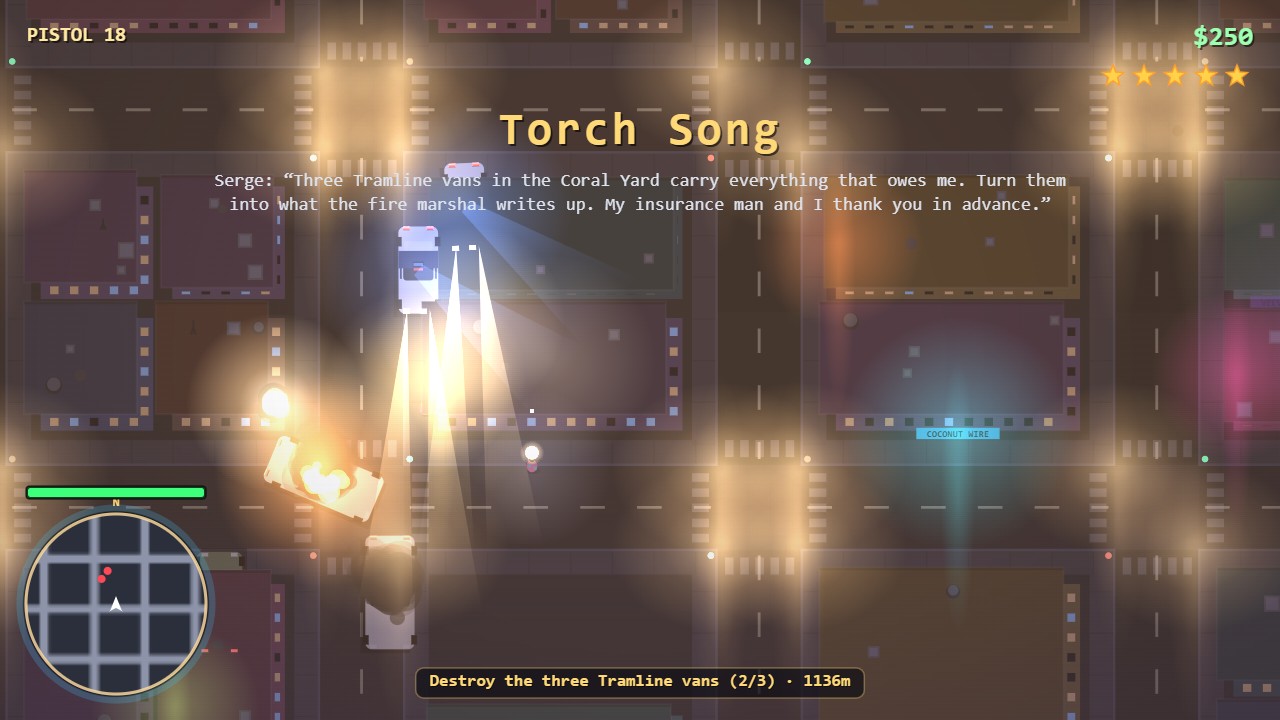 PISTOL 18
$250
Torch Song
Serge: “Three Tramline vans in the Coral Yard carry everything that owes me. Turn them
into what the fire marshal writes up. My insurance man and I thank you in advance.”
COCONUT WIRE
N
Destroy the three Tramline vans (2/3) · 1136m